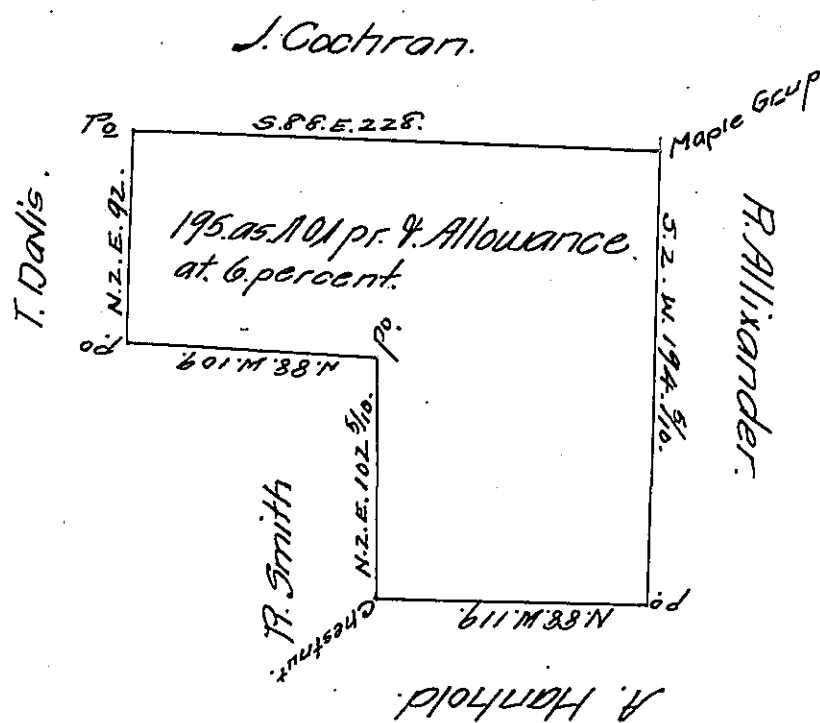 J. Cochran.
Po
S.88.E.228.
Maple Grup
T. Davis.
N.2.E.92.
195.as.101 pr. & Allowance.
at. 6.percent.
S.2.W.194.5/10.
R. Allixander.
po
N.88.W.109.
Po.
N.2.E.102 5/10.
R. Smith
Chestnut.
N.88.W.119.
po.
A. Hanhold.